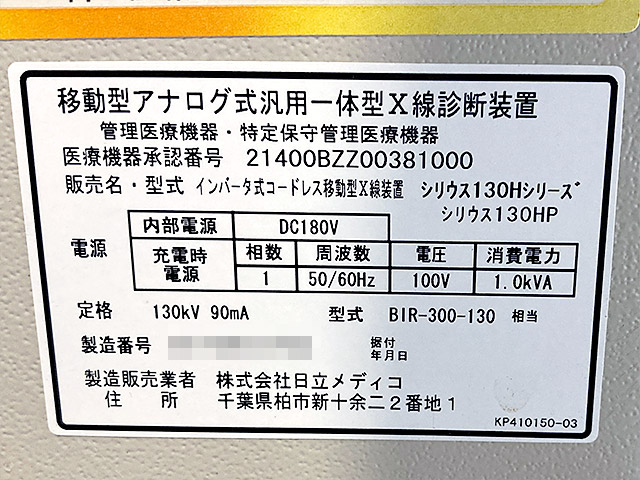 移動型アナログ式汎用一体型X線診断装置
管理医療機器・特定保守管理医療機器
医療機器承認番号 21400BZZ00381000
販売名・型式 インバータ式コードレス移動型X線装置 シリウス130Hシリーズ
シリウス130HP
電源
内部電源 DC180V
充電時電源 相数 周波数 電圧 消費電力
1 50/60Hz 100V 1.0kVA
定格 130kV 90mA 型式 BIR-300-130 相当
製造番号 据付年月日
製造販売業者 株式会社日立メディコ
住所 千葉県柏市新十余二2番地1
KP410150-03